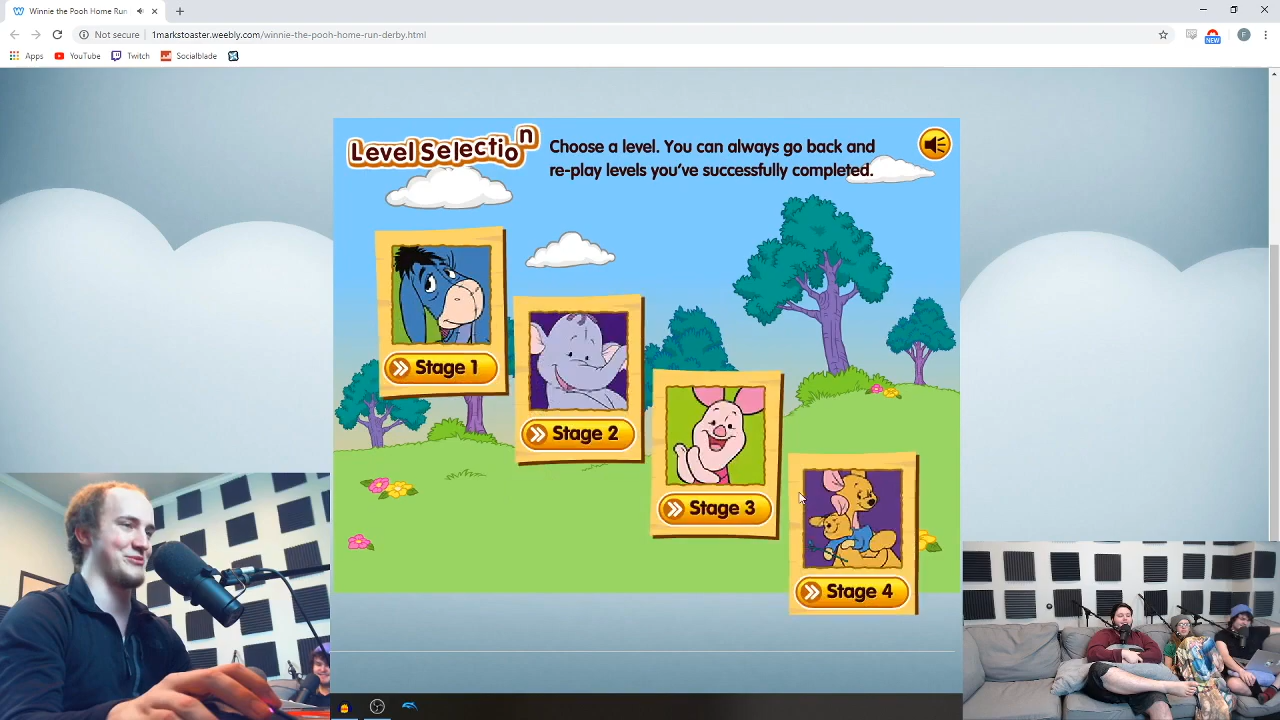 Winnie the Pooh Home Run
Not secure
1markstoaster.weebly.com/winnie-the-pooh-home-run-derby.html
F
NEW
Apps
YouTube
Twitch
Socialblade
Level Selection
Choose a level. You can always go back and
re-play levels you've successfully completed.
Stage 1
Stage 2
Stage 3
Stage 4